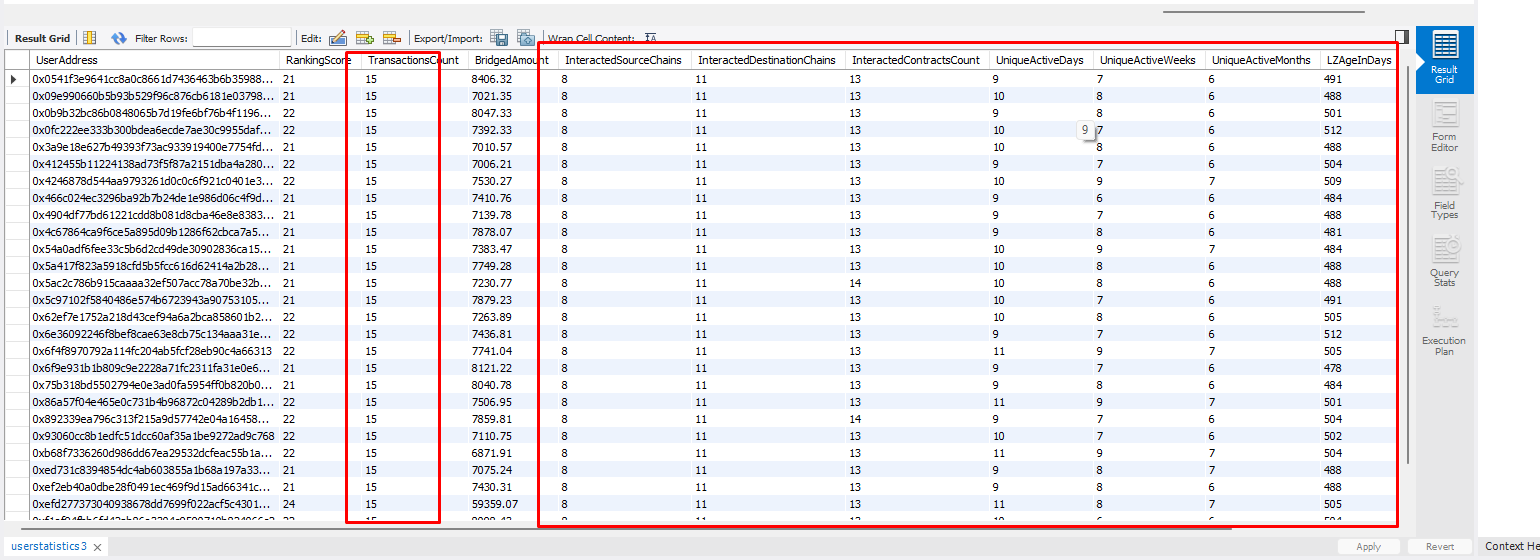 Result Grid Filter Rows: Edit: Export/Import: Wrap Cell Content:
UserAddress RankingScore TransactionsCount BridgedAmount InteractedSourceChains InteractedDestinationChains InteractedContractsCount UniqueActiveDays UniqueActiveWeeks UniqueActiveMonths LZAgeInDays
0x0541f3e9641cc8a0c8661d7436463b6b35988... 21 15 8406.32 8 11 13 9 7 6 491
0x09e990660b5b93b529f96c876cb6181e03798... 21 15 7021.35 8 11 13 10 8 6 488
0x0b9b32bc86b0848065b7d19fe6bf76b4f1196... 22 15 8047.33 8 11 13 9 8 6 501
0x0fc222ee333b300bdea6ecde7ae30c9955daf... 22 15 7392.33 8 11 13 10 9 7 6 512
0x3a9e18e627b49393f73ac933919400e7754fd... 21 15 7010.57 8 11 13 10 8 6 488
0x412455b11224138ad73f5f87a2151dba4a280... 22 15 7006.21 8 11 13 9 7 6 504
0x4246878d544aa9793261d0c0c6f921c0401e3... 22 15 7530.27 8 11 13 10 9 7 509
0x466c024ec3296ba92b7b24de1e986d06c4f9d... 21 15 7410.76 8 11 13 9 6 6 484
0x4904df77bd61221cdd8b081d8cba46e8e8383... 21 15 7139.78 8 11 13 9 7 6 488
0x4c67864ca9f6ce5a895d09b1286f62cbca7a5... 21 15 7878.07 8 11 13 9 8 6 481
0x54a0adf6fee33c5b6d2cd49de30902836ca15... 21 15 7383.47 8 11 13 10 9 7 484
0x5a417f823a5918cfd5b5fcc616d62414a2b28... 21 15 7749.28 8 11 13 10 8 6 488
0x5ac2c786b915caaaa32ef507acc78a70be32b... 21 15 7230.77 8 11 14 10 8 6 488
0x5c97102f5840486e574b6723943a90753105... 21 15 7879.23 8 11 13 10 7 6 491
0x62ef7e1752a218d43cef94a6a2bca858601b2... 22 15 7263.89 8 11 13 10 8 6 505
0x6e36092246f8bef8cae63e8cb75c134aaa31e... 22 15 7436.81 8 11 13 9 7 6 512
0x6f4f8970792a114fc204ab5fcf28eb90c4a66313 22 15 7741.04 8 11 13 11 9 7 505
0x6f9e931b1b809c9e2228a71fc2311fa31e0e6... 21 15 8121.22 8 11 13 9 7 6 478
0x75b318bd5502794e0e3ad0fa5954ff0b820b0... 21 15 8040.78 8 11 13 9 8 6 484
0x86a57f04e465e0c731b4b96872c04289b2db1... 22 15 7506.95 8 11 13 11 9 7 501
0x892339ea796c313f215a9d57742e04a16458... 22 15 7859.81 8 11 14 9 7 6 504
0x93060cc8b1edfc51dcc60af35a1be9272ad9c768 22 15 7110.75 8 11 13 10 7 6 502
0xb68f7336260d986dd67ea29532dcfeac55b1a... 22 15 6871.91 8 11 13 11 9 7 504
0xed731c8394854dc4ab603855a1b68a197a33... 21 15 7075.24 8 11 13 9 8 7 488
0xef2eb40a0dbe28f0491ec469f9d15ad66341c... 21 15 7430.31 8 11 13 9 8 6 488
0xefd277373040938678dd7699f022acf5c4301... 24 15 59359.07 8 11 13 11 8 7 505
Result
Grid
Form
Editor
Field
Types
Query
Stats
Execution
Plan
userstatistics3 Apply Revert Context He